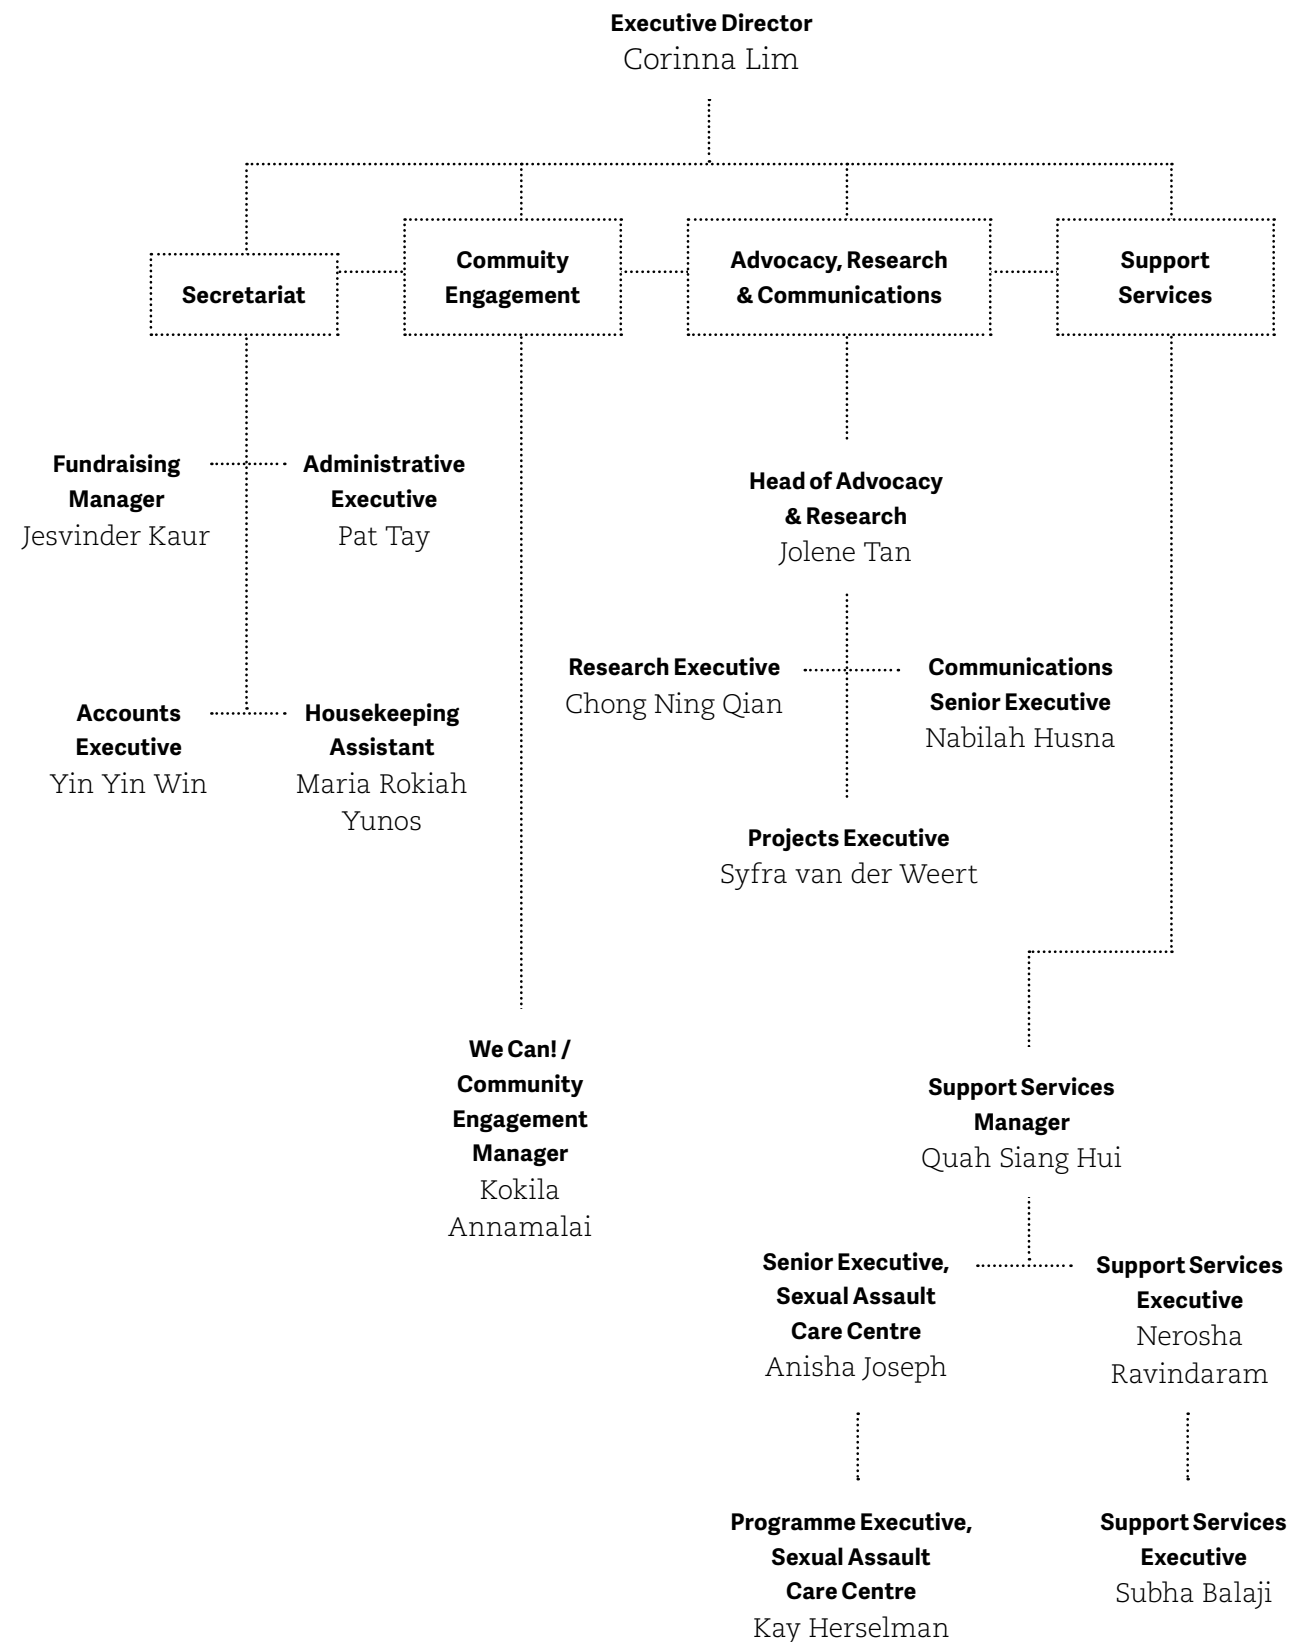 Executive Director
Corinna Lim
Secretariat
Commuity
Engagement
Advocacy, Research
& Communications
Support
Services
Fundraising
Manager
Jesvinder Kaur
Administrative
Executive
Pat Tay
Accounts
Executive
Yin Yin Win
Housekeeping
Assistant
Maria Rokiah
Yunos
We Can! /
Community
Engagement
Manager
Kokila
Annamalai
Head of Advocacy
& Research
Jolene Tan
Research Executive
Chong Ning Qian
Communications
Senior Executive
Nabilah Husna
Projects Executive
Syfra van der Weert
Support Services
Manager
Quah Siang Hui
Senior Executive,
Sexual Assault
Care Centre
Anisha Joseph
Support Services
Executive
Nerosha
Ravindaram
Programme Executive,
Sexual Assault
Care Centre
Kay Herselman
Support Services
Executive
Subha Balaji